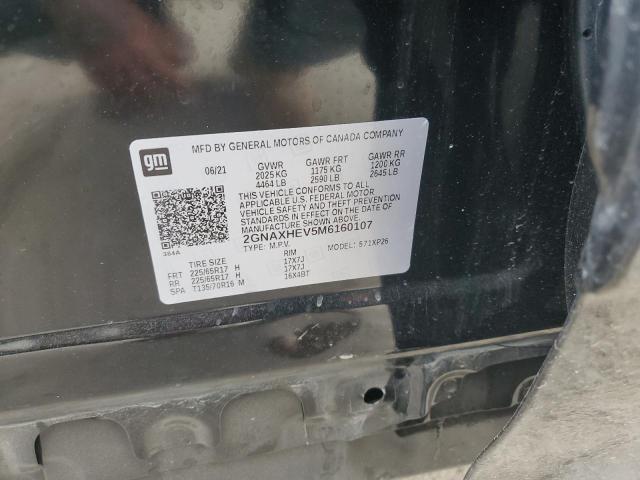 MFD BY GENERAL MOTORS OF CANADA COMPANY
gm
06/21 GVWR GAWR FRT GAWR RR
2025 KG 1175 KG 1200 KG
4464 LB 2590 LB 2645 LB
THIS VEHICLE CONFORMS TO ALL
APPLICABLE U.S. FEDERAL MOTOR
VEHICLE SAFETY AND THEFT PREVENTION
STANDARDS IN EFFECT ON THE DATE OF
MANUFACTURE SHOWN ABOVE.
2GNAXHEV5M6160107
TYPE: M.P.V. MODEL: 571XP26
384A
TIRE SIZE RIM
FRT 225/65R17 H 17X7J
RR 225/65R17 H 17X7J
SPA T135/70R16 M 16X4BT